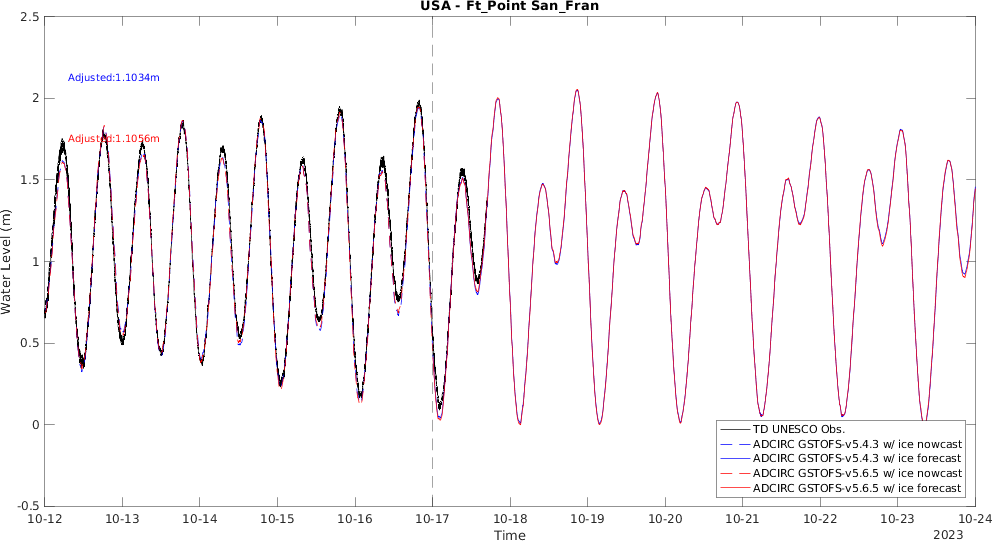 USA - Ft_Point San_Fran
2.5
2
1.5
1
0.5
0
-0.5
Water Level (m)
Adjusted:1.1034m
Adjusted:1.1056m
TD UNESCO Obs.
ADCIRC GSTOFS-v5.4.3 w/ ice nowcast
ADCIRC GSTOFS-v5.4.3 w/ ice forecast
ADCIRC GSTOFS-v5.6.5 w/ ice nowcast
ADCIRC GSTOFS-v5.6.5 w/ ice forecast
10-12 10-13 10-14 10-15 10-16 10-17 10-18 10-19 10-20 10-21 10-22 10-23 10-24
Time
2023